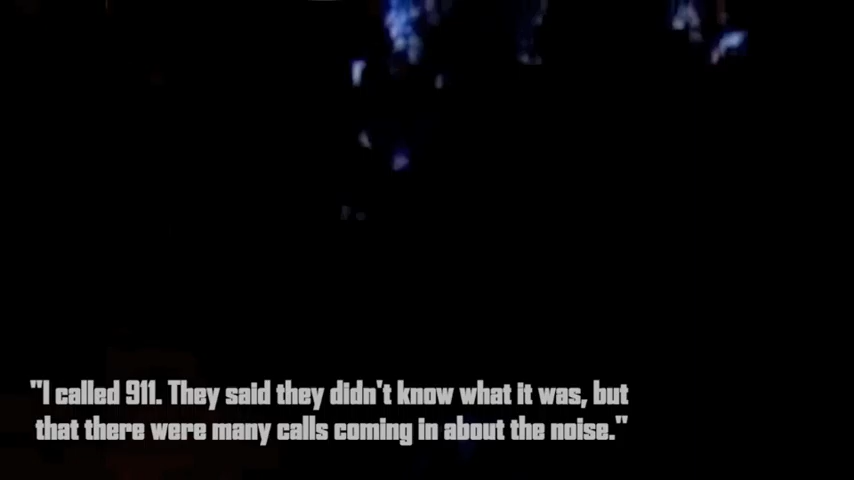 "I called 911. They said they didn't know what it was, but
that there were many calls coming in about the noise."